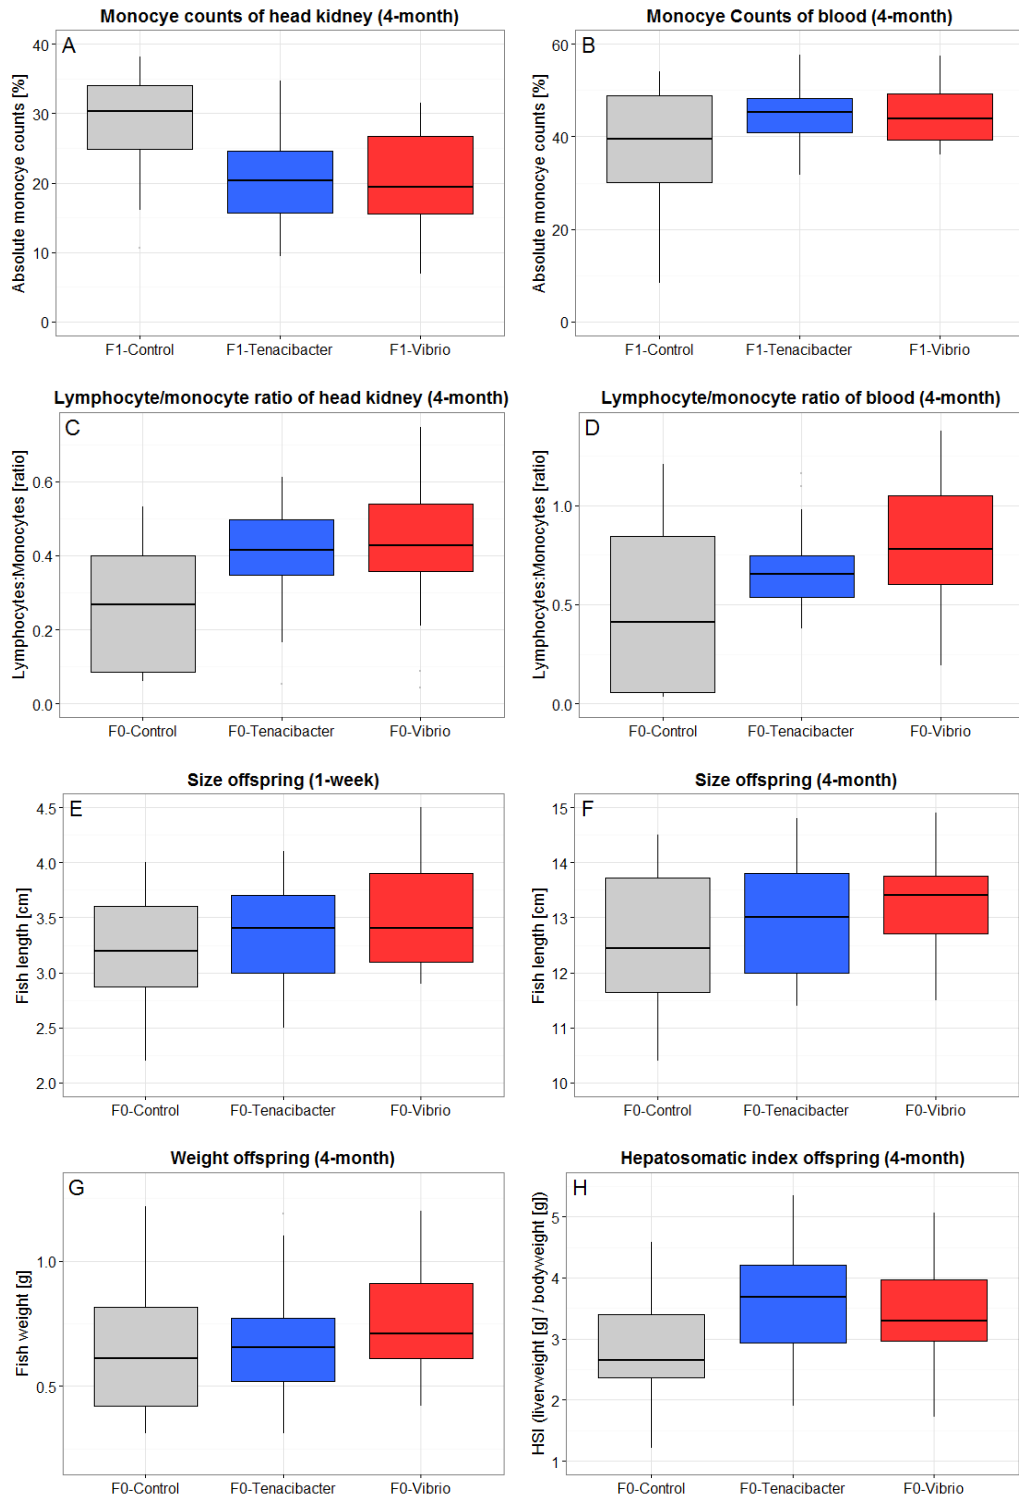 Monocye counts of head kidney (4-month)
A
Absolute monocye counts [%]
40
30
20
10
0
F1-Control F1-Tenacibacter F1-Vibrio
Monocye Counts of blood (4-month)
B
Absolute monocye counts [%]
60
40
20
0
F1-Control F1-Tenacibacter F1-Vibrio
Lymphocyte/monocyte ratio of head kidney (4-month)
C
Lymphocytes:Monocytes [ratio]
0.6
0.4
0.2
0.0
F0-Control F0-Tenacibacter F0-Vibrio
Lymphocyte/monocyte ratio of blood (4-month)
D
Lymphocytes:Monocytes [ratio]
1.0
0.5
0.0
F0-Control F0-Tenacibacter F0-Vibrio
Size offspring (1-week)
E
Fish length [cm]
4.5
4.0
3.5
3.0
2.5
2.0
F0-Control F0-Tenacibacter F0-Vibrio
Size offspring (4-month)
F
Fish length [cm]
15
14
13
12
11
10
F0-Control F0-Tenacibacter F0-Vibrio
Weight offspring (4-month)
G
Fish weight [g]
1.0
0.5
F0-Control F0-Tenacibacter F0-Vibrio
Hepatosomatic index offspring (4-month)
H
HSI (liverweight [g] / bodyweight [g])
5
4
3
2
1
F0-Control F0-Tenacibacter F0-Vibrio